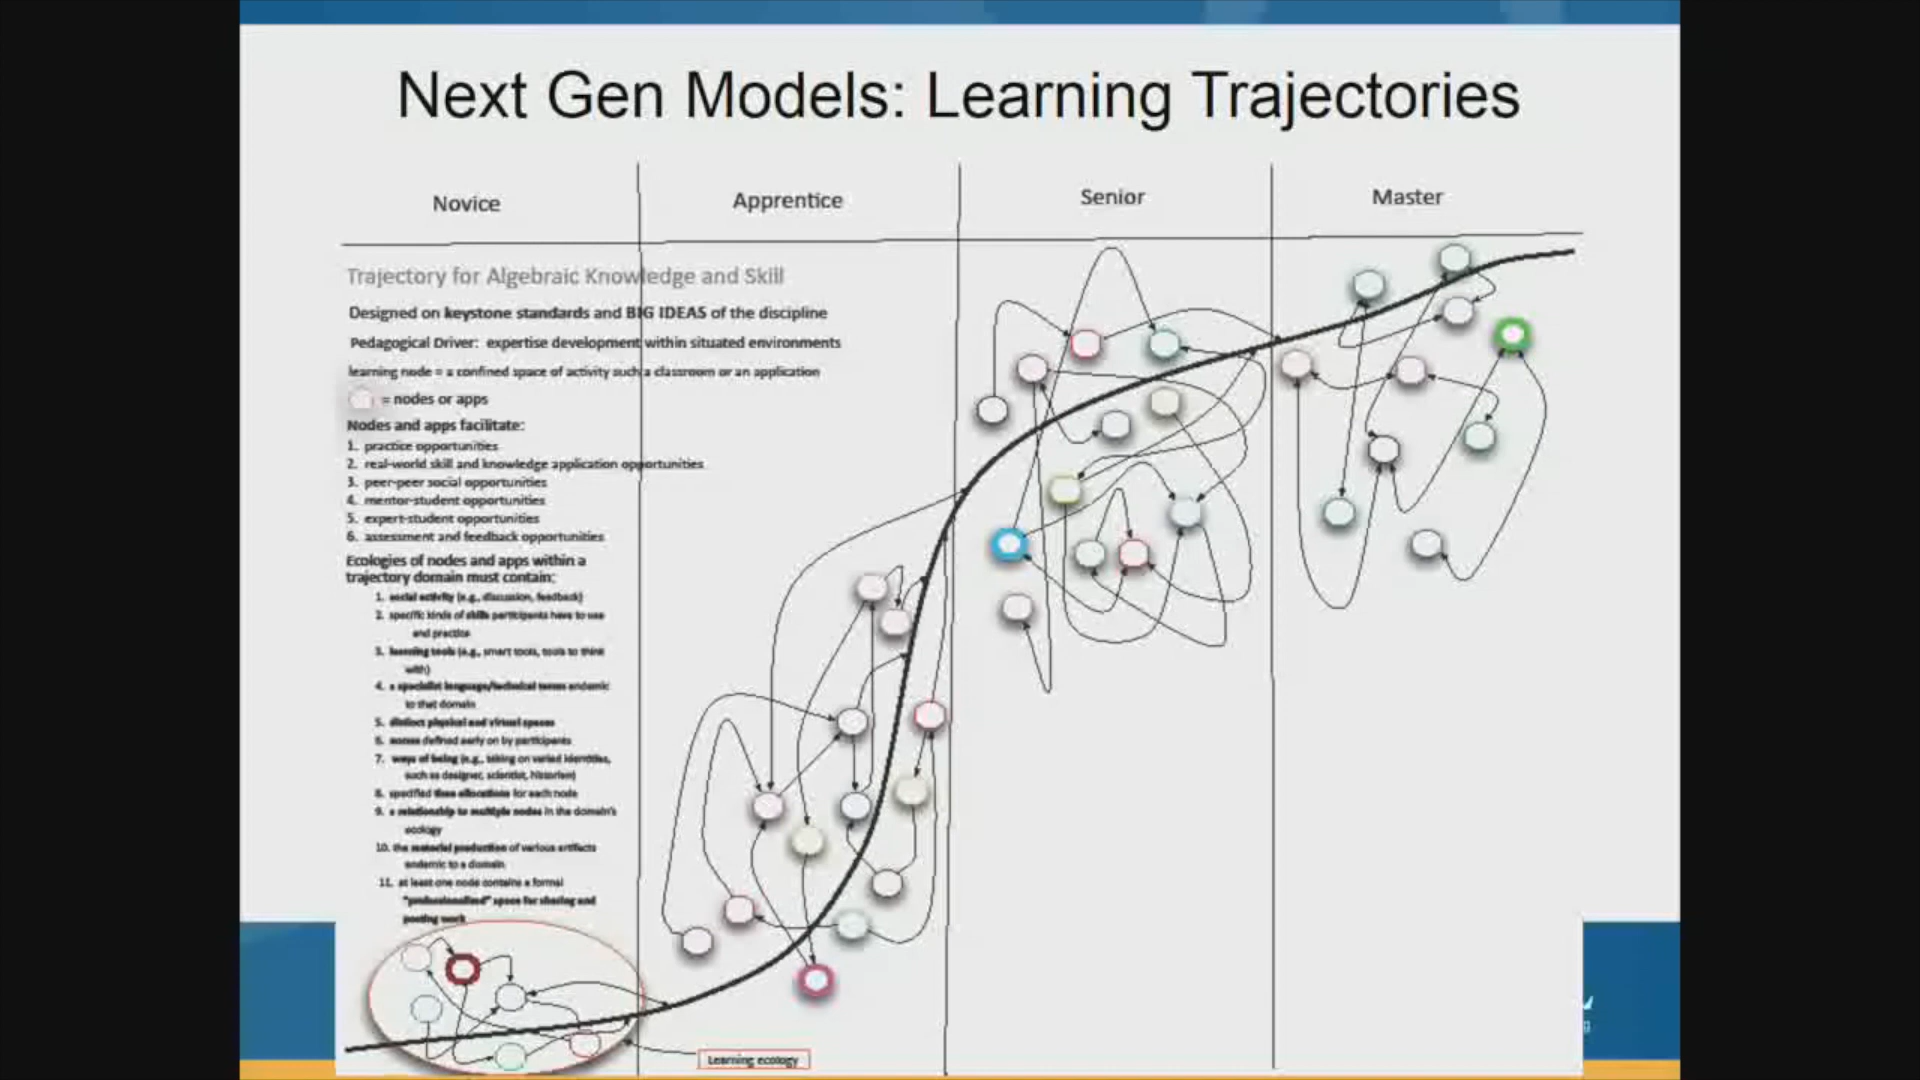 Next Gen Models: Learning Trajectories
Novice
Apprentice
Senior
Master
Trajectory for Algebraic Knowledge and Skill
Designed on keystone standards and BIG IDEAS of the discipline
Pedagogical Driver: expertise development within situated environments
learning node = a confined space of activity such a classroom or an application
= nodes or apps
Nodes and apps facilitate:
1. practice opportunities
2. real-world skill and knowledge application opportunities
3. peer-peer social opportunities
4. mentor-student opportunities
5. expert-student opportunities
6. assessment and feedback opportunities
Ecologies of nodes and apps within a
trajectory domain must contain:
1. social activity (e.g., discussion, feedback)
2. specific kinds of skills participants have to use
and practice
3. learning tools (e.g., smart tools, tools to think
with)
4. a specialist language/technical terms endemic
to that domain
5. distinct physical and virtual spaces
6. norms defined early on by participants
7. ways of being (e.g., taking on varied identities,
such as designer, scientist, historian)
8. specified time allocations for each node
9. a relationship to multiple nodes in the domain's
ecology
10. the material production of various artifacts
endemic to a domain
11. at least one node contains a formal
"professionalized" space for sharing and
posting work
Learning ecology